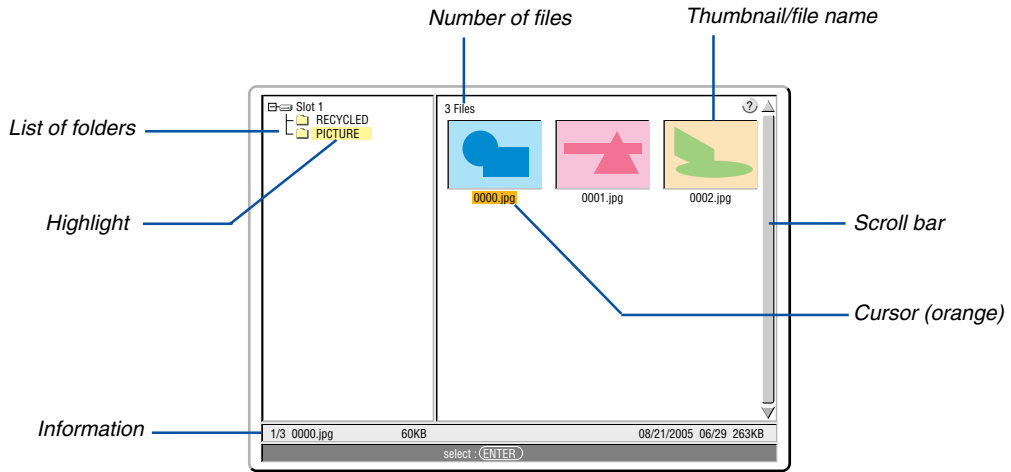 Number of files
Thumbnail/file name
Slot 1
RECYCLED
PICTURE
3 Files
?
List of folders
0000.jpg
0001.jpg
0002.jpg
Highlight
Scroll bar
Cursor (orange)
Information
1/3 0000.jpg 60KB 08/21/2005 06/29 263KB
select : ENTER